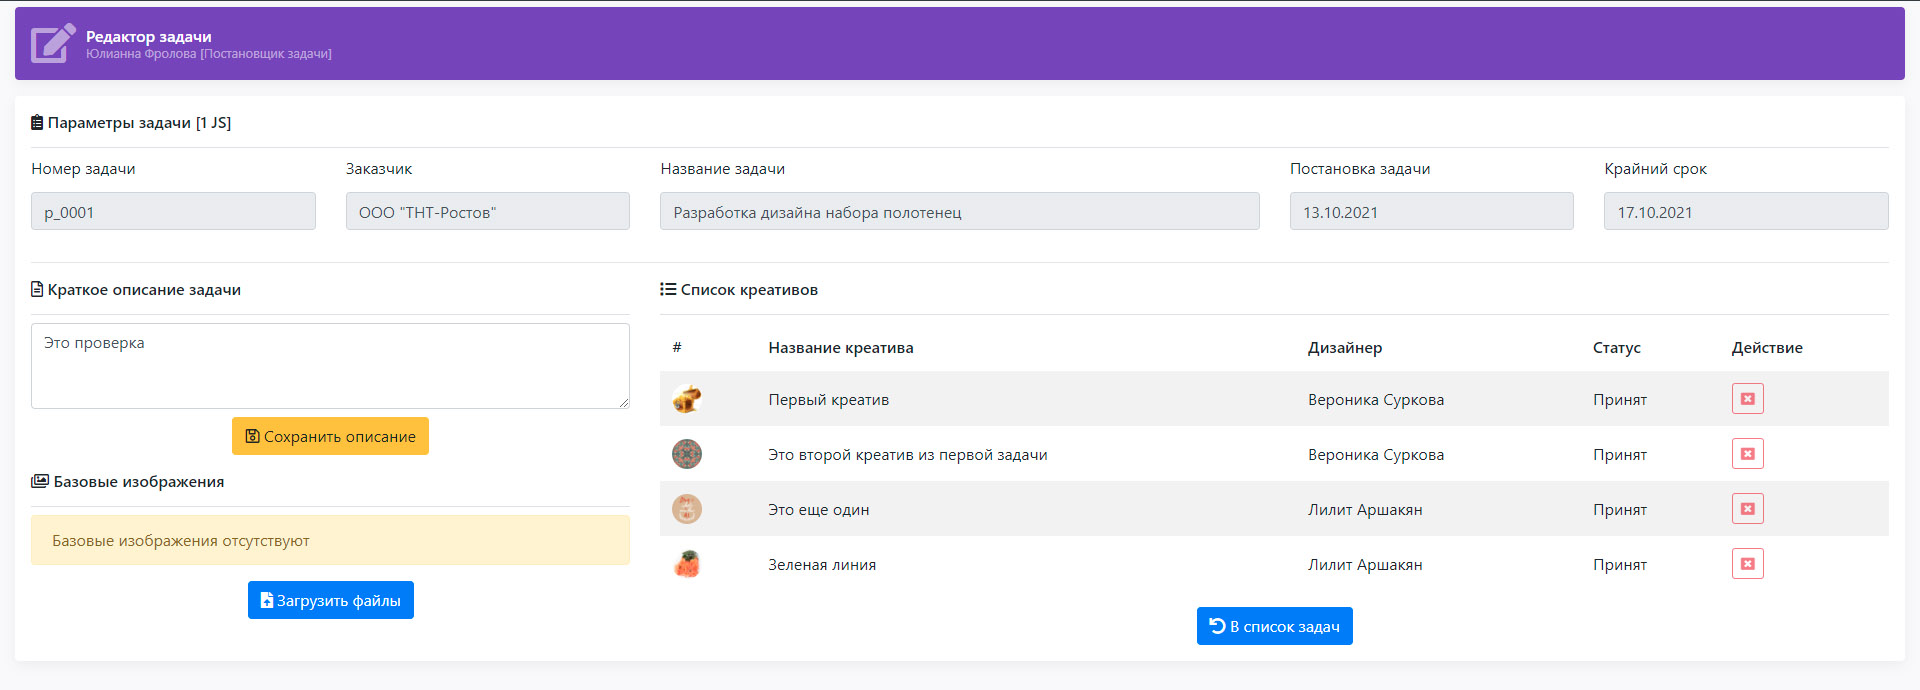 Редактор задачи
Юлианна Фролова [Постановщик задачи]
Параметры задачи [1 JS]
Номер задачи Заказчик Название задачи Постановка задачи Крайний срок
p_0001 ООО "ТНТ-Ростов" Разработка дизайна набора полотенец 13.10.2021 17.10.2021
Краткое описание задачи
Это проверка
Сохранить описание
Базовые изображения
Базовые изображения отсутствуют
Загрузить файлы
Список креативов
# Название креатива Дизайнер Статус Действие
Первый креатив Вероника Суркова Принят
Это второй креатив из первой задачи Вероника Суркова Принят
Это еще один Лилит Аршакян Принят
Зеленая линия Лилит Аршакян Принят
В список задач